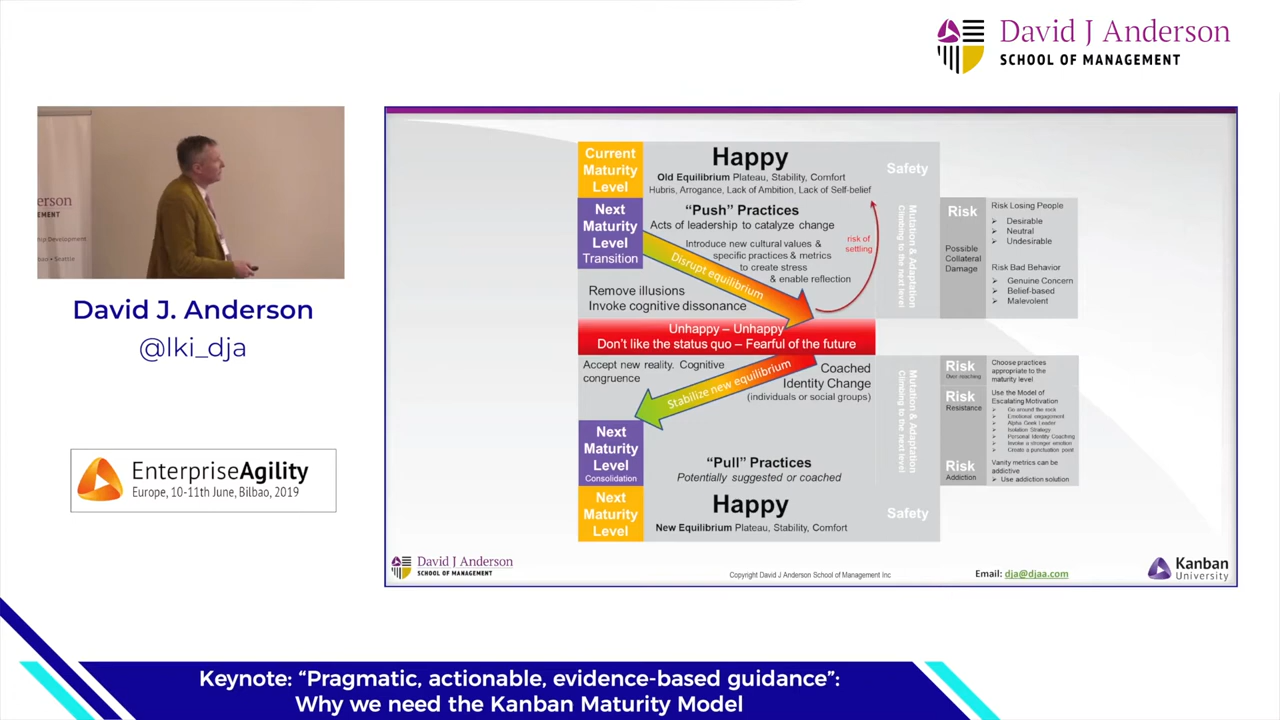 David J Anderson
SCHOOL OF MANAGEMENT
erson
ip Development
ao • Seattle
David J. Anderson
@lki_dja
EnterpriseAgility
Europe, 10-11th June, Bilbao, 2019
Current
Maturity
Level
Happy
Old Equilibrium Plateau, Stability, Comfort
Hubris, Arrogance, Lack of Ambition, Lack of Self-belief
Safety
Next
Maturity
Level
Transition
“Push” Practices
Acts of leadership to catalyze change
Introduce new cultural values &
specific practices & metrics
to create stress
& enable reflection
Disrupt equilibrium
risk of
settling
Remove illusions
Invoke cognitive dissonance
Mutation & Adaptation
Climbing to the next level
Risk
Possible
Collateral
Damage
Risk Losing People
➢ Desirable
➢ Neutral
➢ Undesirable
Risk Bad Behavior
➢ Genuine Concern
➢ Belief-based
➢ Malevolent
Unhappy – Unhappy
Don’t like the status quo – Fearful of the future
Accept new reality. Cognitive
congruence
Stabilize new equilibrium
Coached
Identity Change
(individuals or social groups)
Mutation & Adaptation
Climbing to the next level
Risk
Over reaching
Choose practices
appropriate to the
maturity level
Risk
Resistance
Use the Model of
Escalating Motivation
➢ Go around the rock
➢ Emotional engagement
➢ Alpha Geek Leader
➢ Isolation Strategy
➢ Personal Identity Coaching
➢ Invoke a stronger emotion
➢ Create a punctuation point
Risk
Addiction
Vanity metrics can be
addictive
➢ Use addiction solution
Next
Maturity
Level
Consolidation
“Pull” Practices
Potentially suggested or coached
Next
Maturity
Level
Happy
New Equilibrium Plateau, Stability, Comfort
Safety
David J Anderson
SCHOOL OF MANAGEMENT
Copyright David J Anderson School of Management Inc
Email: dja@djaa.com
Kanban
University
Keynote: “Pragmatic, actionable, evidence-based guidance”:
Why we need the Kanban Maturity Model